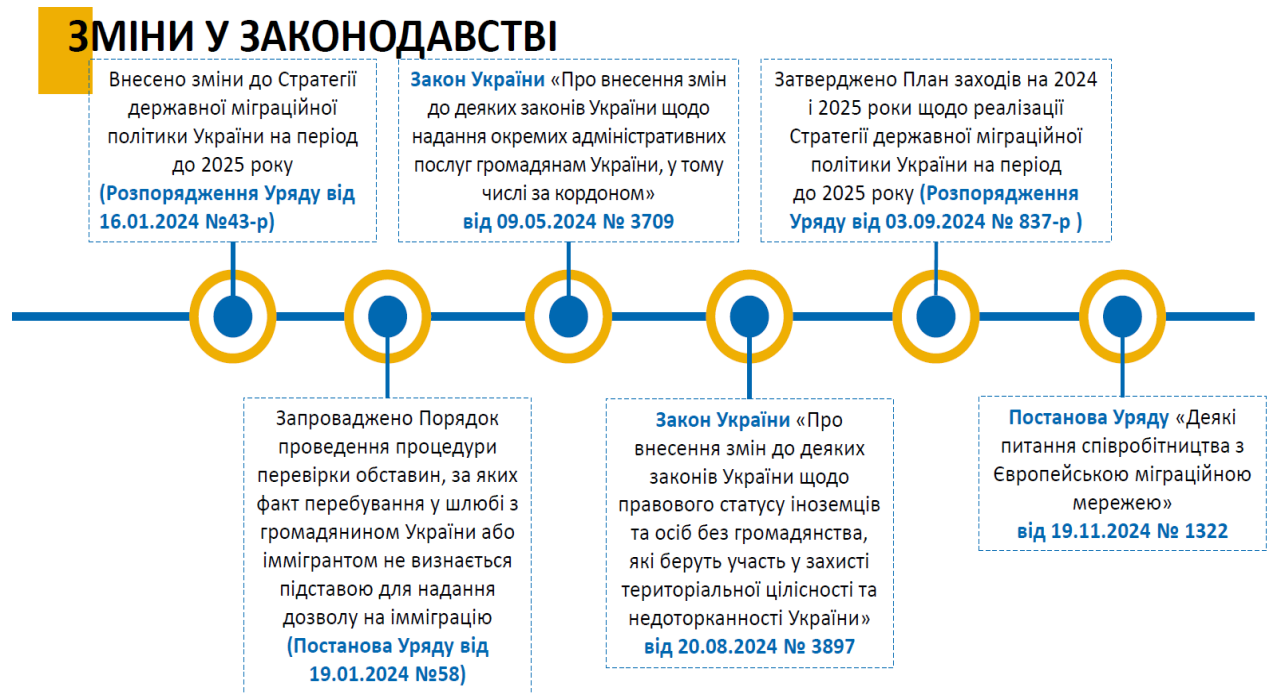 ЗМІНИ У ЗАКОНОДАВСТВІ
Внесено зміни до Стратегії
державної міграційної
політики України на період
до 2025 року
(Розпорядження Уряду від
16.01.2024 №43-р)
Запроваджено Порядок
проведення процедури
перевірки обставин, за яких
факт перебування у шлюбі з
громадянином України або
іммігрантом не визнається
підставою для надання
дозволу на імміграцію
(Постанова Уряду від
19.01.2024 №58)
Закон України «Про внесення змін
до деяких законів України щодо
надання окремих адміністративних
послуг громадянам України, у тому
числі за кордоном»
від 09.05.2024 № 3709
Закон України «Про
внесення змін до деяких
законів України щодо
правового статусу іноземців
та осіб без громадянства,
які беруть участь у захисті
територіальної цілісності та
недоторканності України»
від 20.08.2024 № 3897
Затверджено План заходів на 2024
і 2025 роки щодо реалізації
Стратегії державної міграційної
політики України на період
до 2025 року (Розпорядження
Уряду від 03.09.2024 № 837-р )
Постанова Уряду «Деякі
питання співробітництва з
Європейською міграційною
мережею»
від 19.11.2024 № 1322